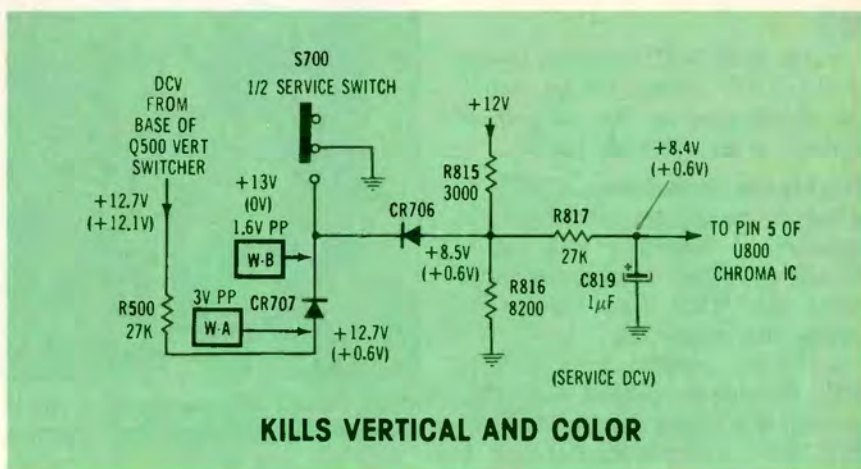 S700
1/2 SERVICE SWITCH
DCV
FROM
BASE OF
Q500 VERT
SWITCHER
+12.7V
(+12.1V)
+13V
(0V)
1.6V PP
W-B
3V PP
W-A
R500
27K
CR707
+12.7V
(+0.6V)
CR706
+12V
R815
3000
+8.5V
(+0.6V)
R816
8200
R817
27K
+8.4V
(+0.6V)
C819
1µF
+
TO PIN 5 OF
U800
CHROMA IC
(SERVICE DCV)
KILLS VERTICAL AND COLOR